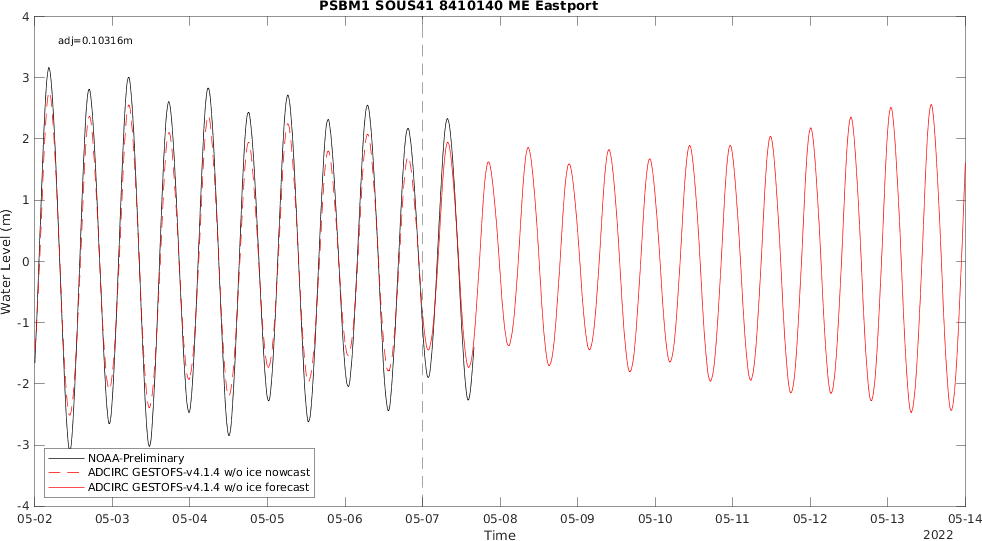 PSBM1 SOUS41 8410140 ME Eastport
adj=0.10316m
4
3
2
1
0
-1
-2
-3
-4
Water Level (m)
NOAA-Preliminary
ADCIRC GESTOFS-v4.1.4 w/o ice nowcast
ADCIRC GESTOFS-v4.1.4 w/o ice forecast
05-02 05-03 05-04 05-05 05-06 05-07 05-08 05-09 05-10 05-11 05-12 05-13 05-14
Time
2022